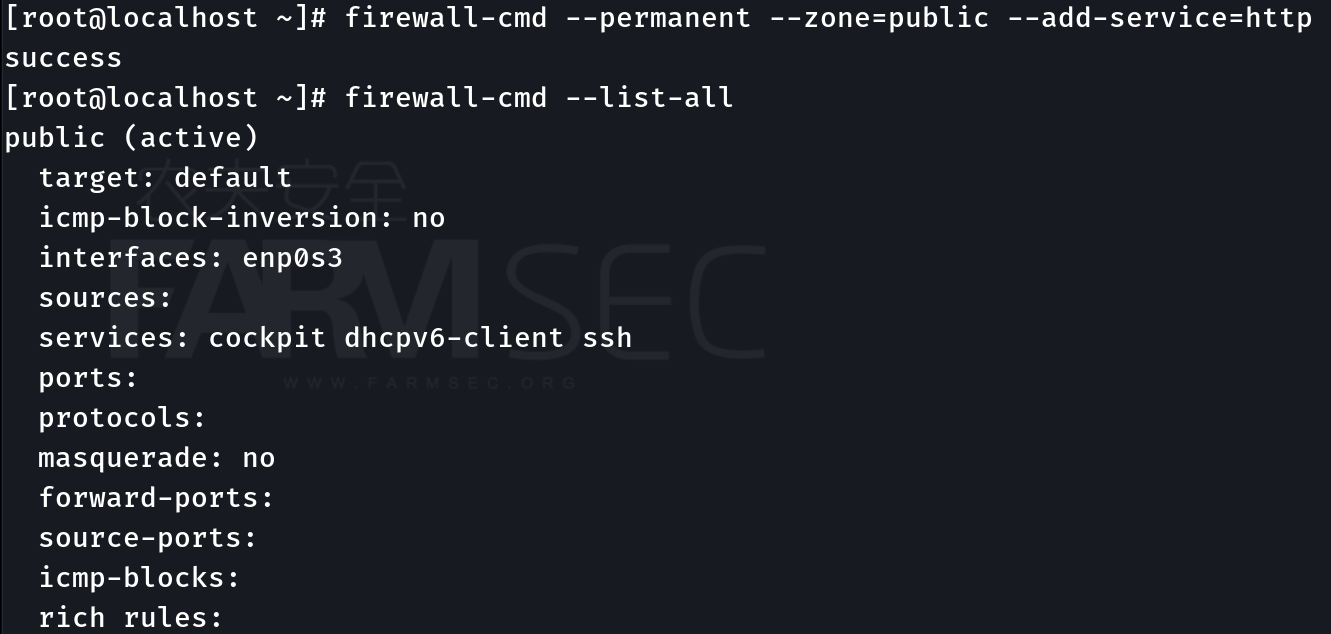 [root@localhost ~]# firewall-cmd --permanent --zone=public --add-service=http
success
[root@localhost ~]# firewall-cmd --list-all
public (active)
  target: default
  icmp-block-inversion: no
  interfaces: enp0s3
  sources:
  services: cockpit dhcpv6-client ssh
  ports:
  protocols:
  masquerade: no
  forward-ports:
  source-ports:
  icmp-blocks:
  rich rules:
农夫安全
FARMSEC
WWW.FARMSEC.ORG